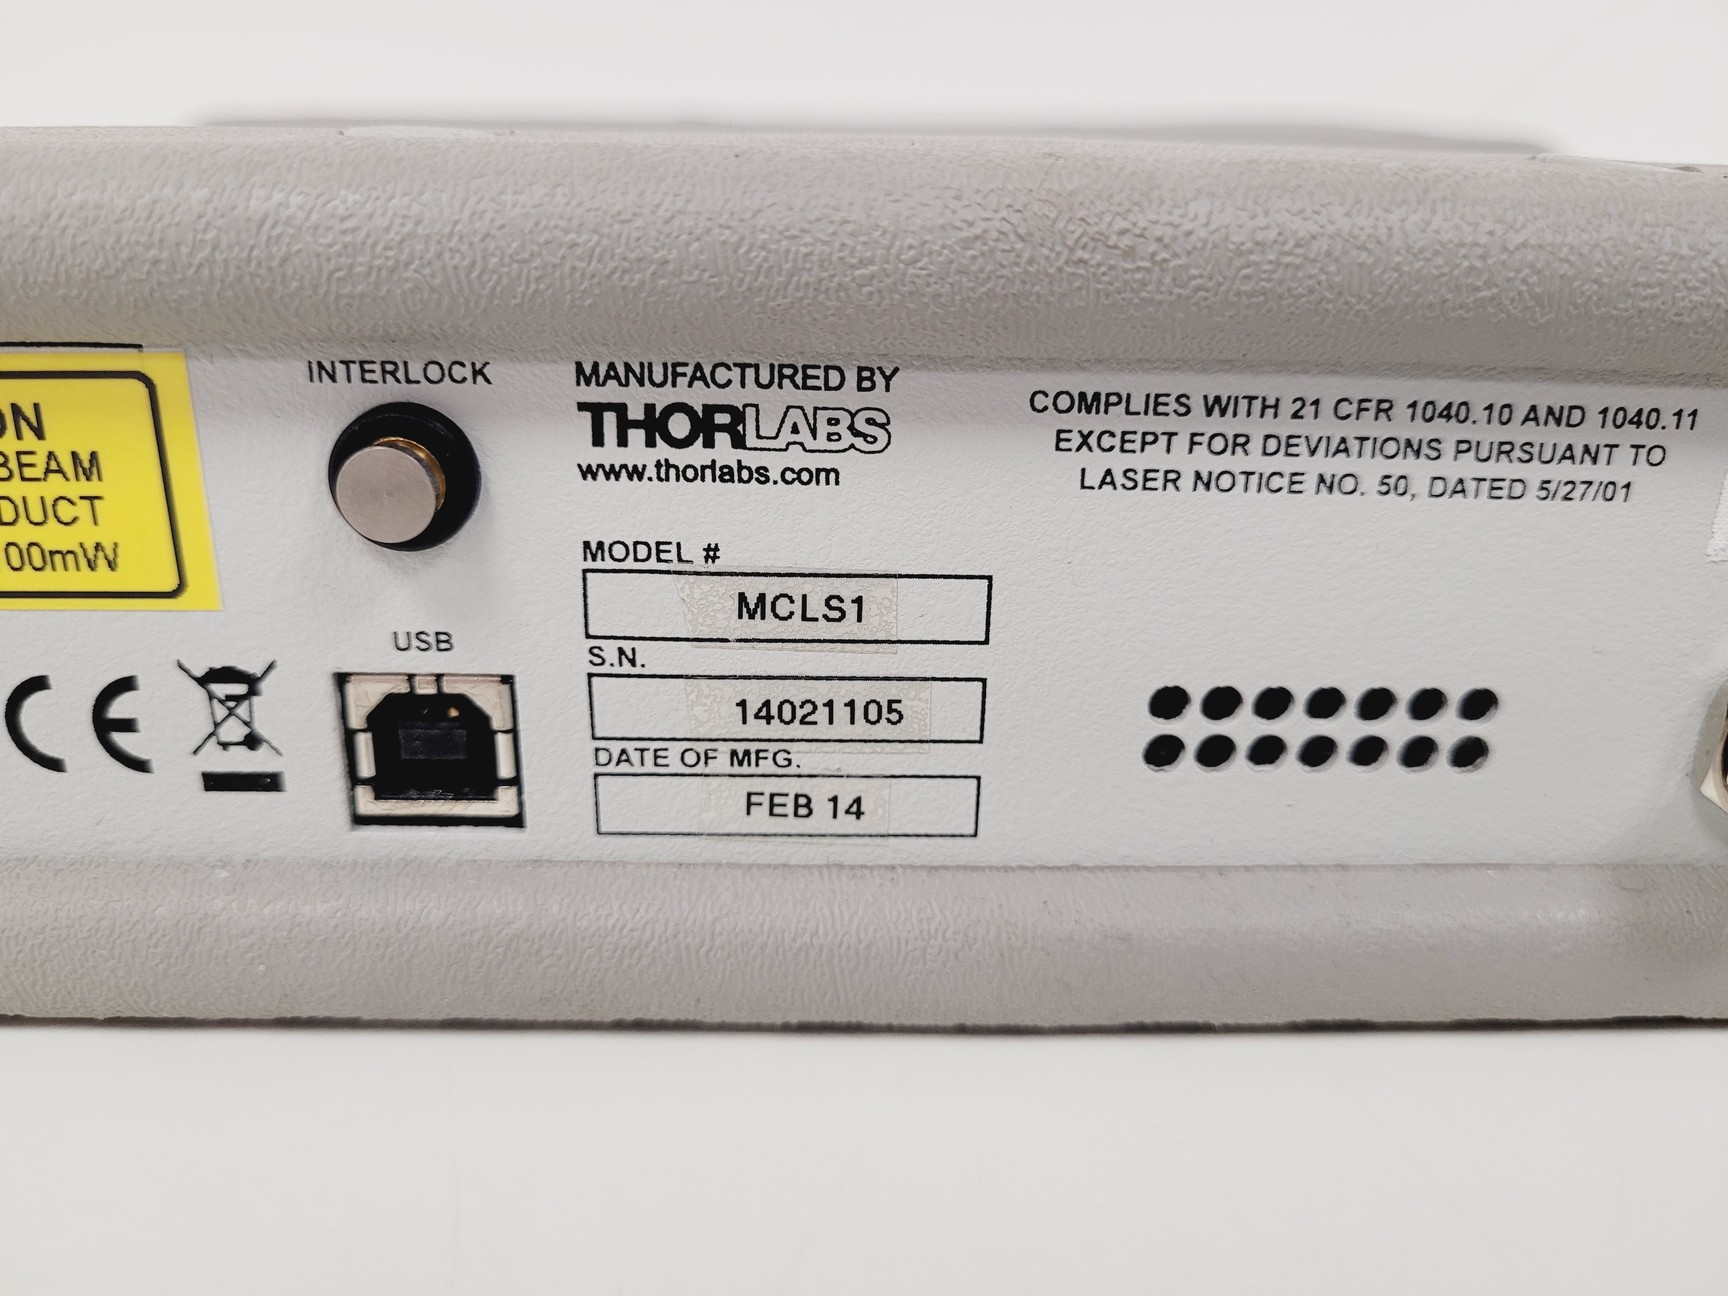 ON
BEAM
DUCT
00mW
INTERLOCK
USB
CE
MANUFACTURED BY
THORLABS
www.thorlabs.com
MODEL #
MCLS1
S.N.
14021105
DATE OF MFG.
FEB 14
COMPLIES WITH 21 CFR 1040.10 AND 1040.11
EXCEPT FOR DEVIATIONS PURSUANT TO
LASER NOTICE NO. 50, DATED 5/27/01